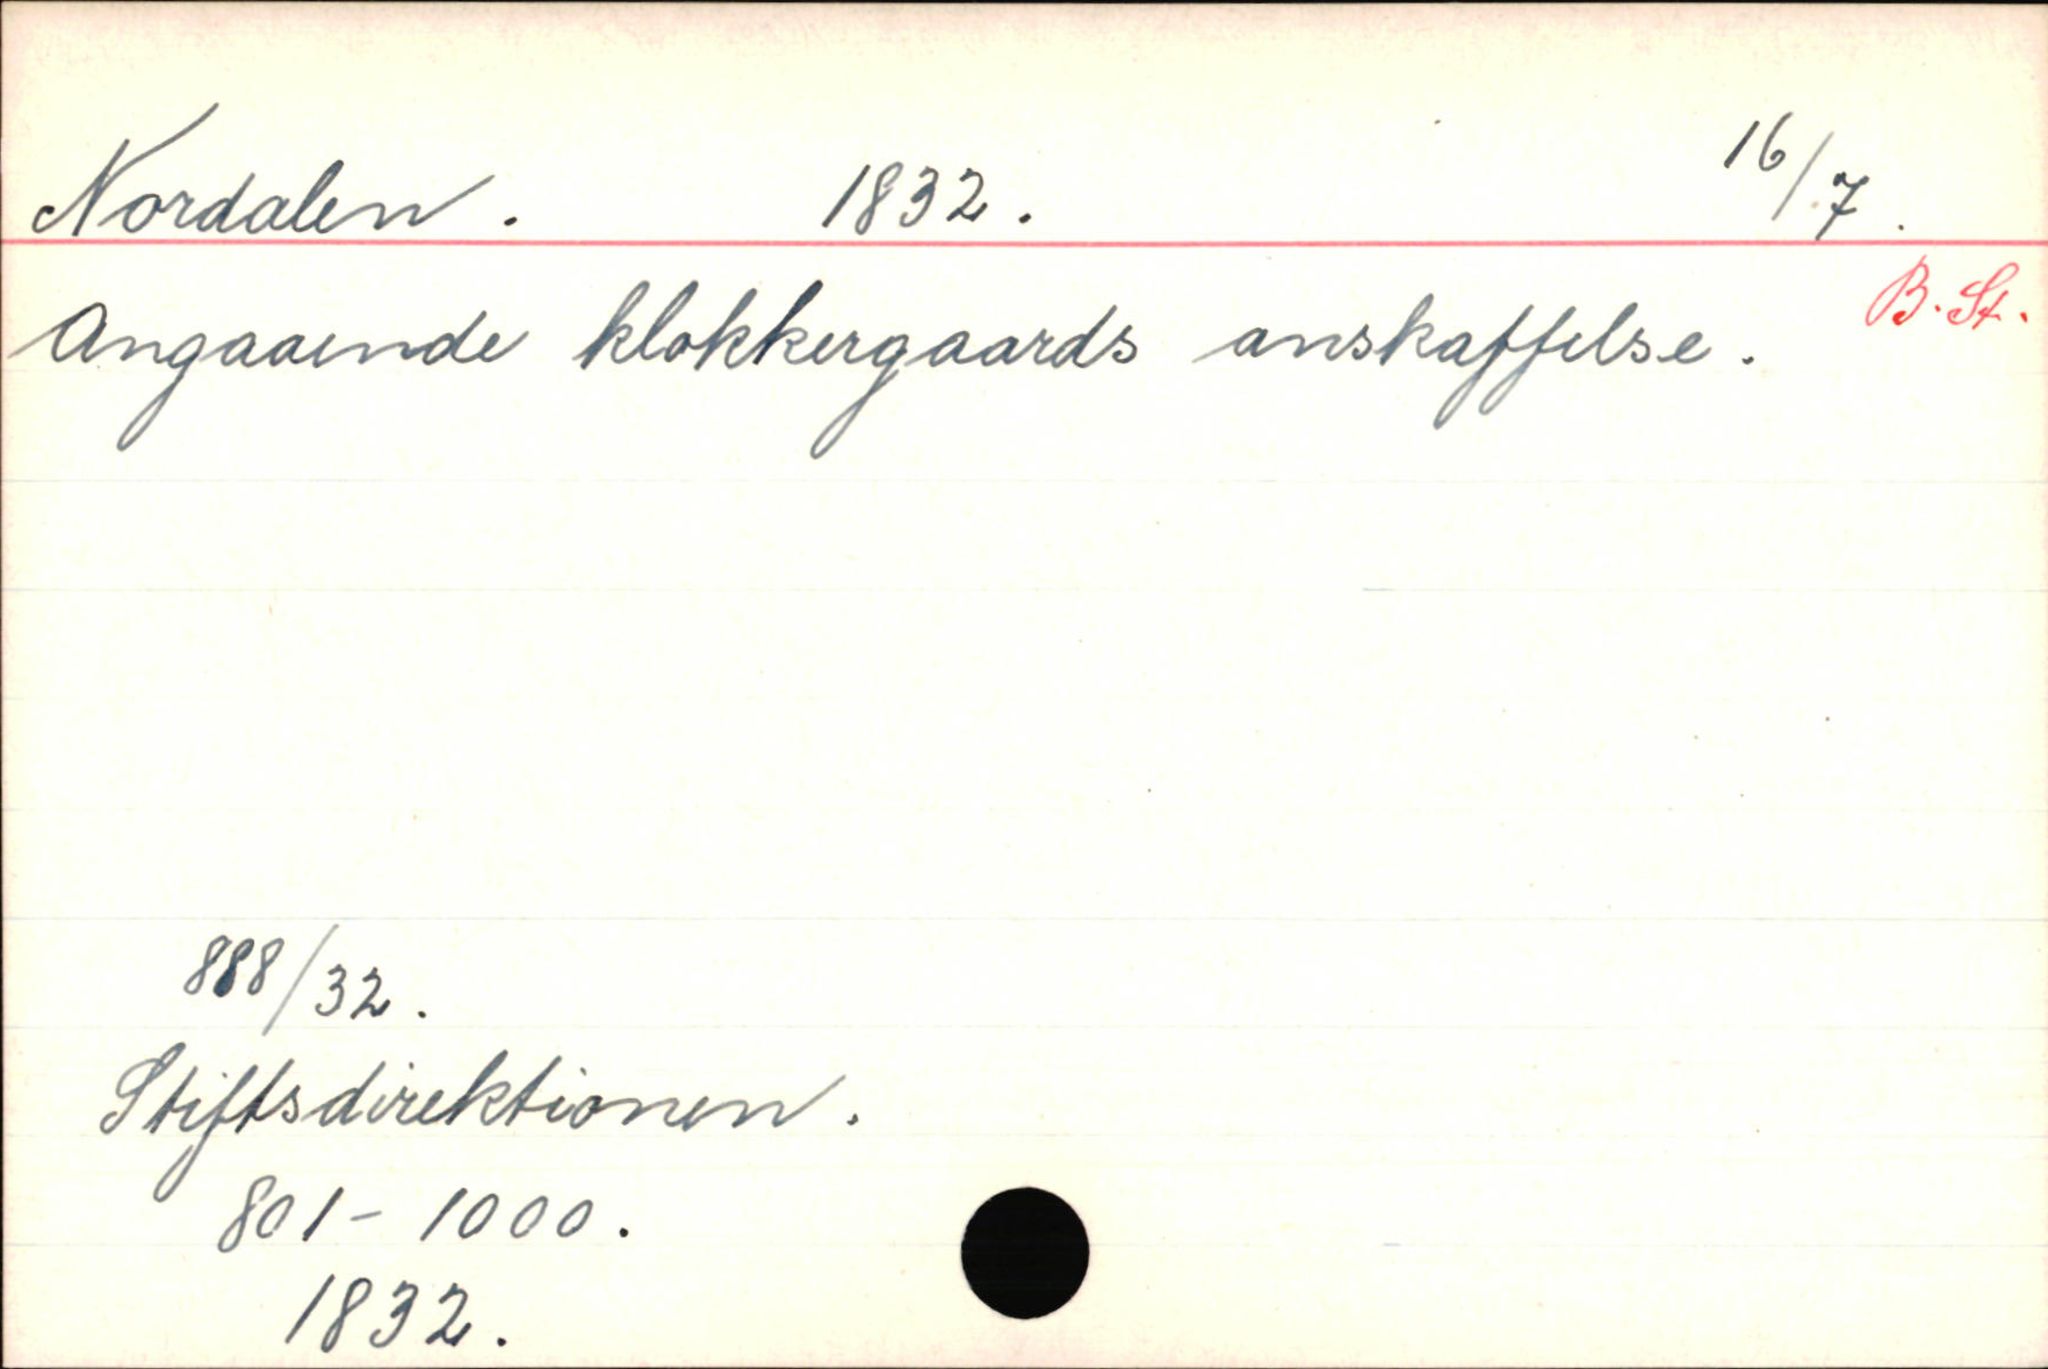 Nordalen. 1832. 16/7.
B. St.
Angaaende klokkergaards anskaffelse.
888/32.
Stiftsdirektionen.
801-1000.
1832.